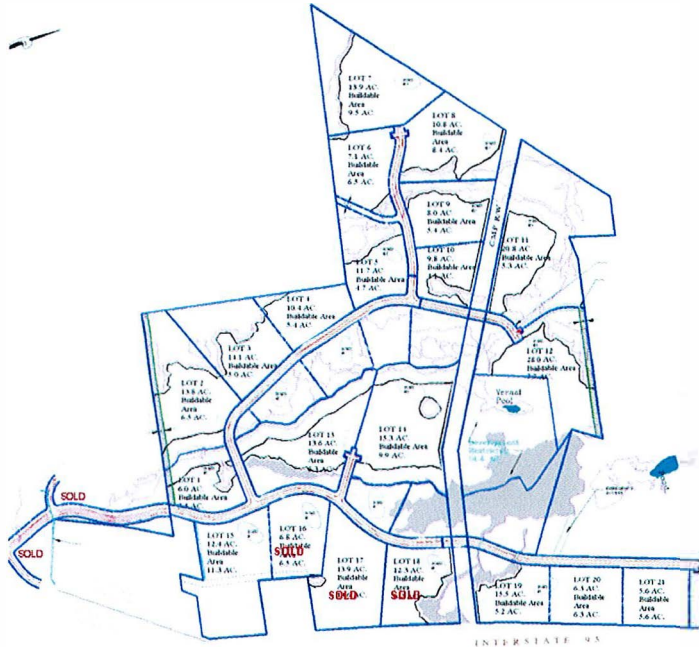 LOT 7
13.9 AC.
Buildable
Area
9.5 AC.
LOT 8
10.8 AC.
Buildable
Area
8.4 AC.
LOT 6
7.1 AC.
Buildable
Area
6.5 AC.
LOT 9
8.0 AC
Buildable
Area
5.4 AC.
CMP R/W
LOT 10
9.8 AC.
Buildable
Area
LOT 11
20.8 AC.
Buildable Area
5.3 AC.
LOT 5
11.7 AC.
Buildable Area
4.7 AC.
LOT 4
10.4 AC
Buildable Area
5.4 AC
LOT 3
14.1 AC.
Buildable Area
LOT 2
13.8 AC.
Buildable
Area
6.3 AC.
LOT 12
28.0 AC.
Buildable Area
Vernal
Pool
LOT 13
13.6 AC.
Buildable
Area
LOT 14
15.3 AC.
Buildable
Area
9.9 AC.
LOT 1
6.0 AC
Buildable
Area
SOLD
SOLD
LOT 15
12.4 AC.
Buildable
Area
11.3 AC.
LOT 16
6.8 AC.
Buildable
SOLD
6.5 AC.
LOT 17
13.9 AC.
Buildable
Area
SOLD
LOT 18
12.3 AC.
Buildable
Area
SOLD
LOT 19
15.5 AC.
Buildable Area
5.2 AC.
LOT 20
6.3 AC.
Buildable Area
6.3 AC.
LOT 21
5.6 AC.
Buildable Area
5.6 AC.
INTERSTATE 95